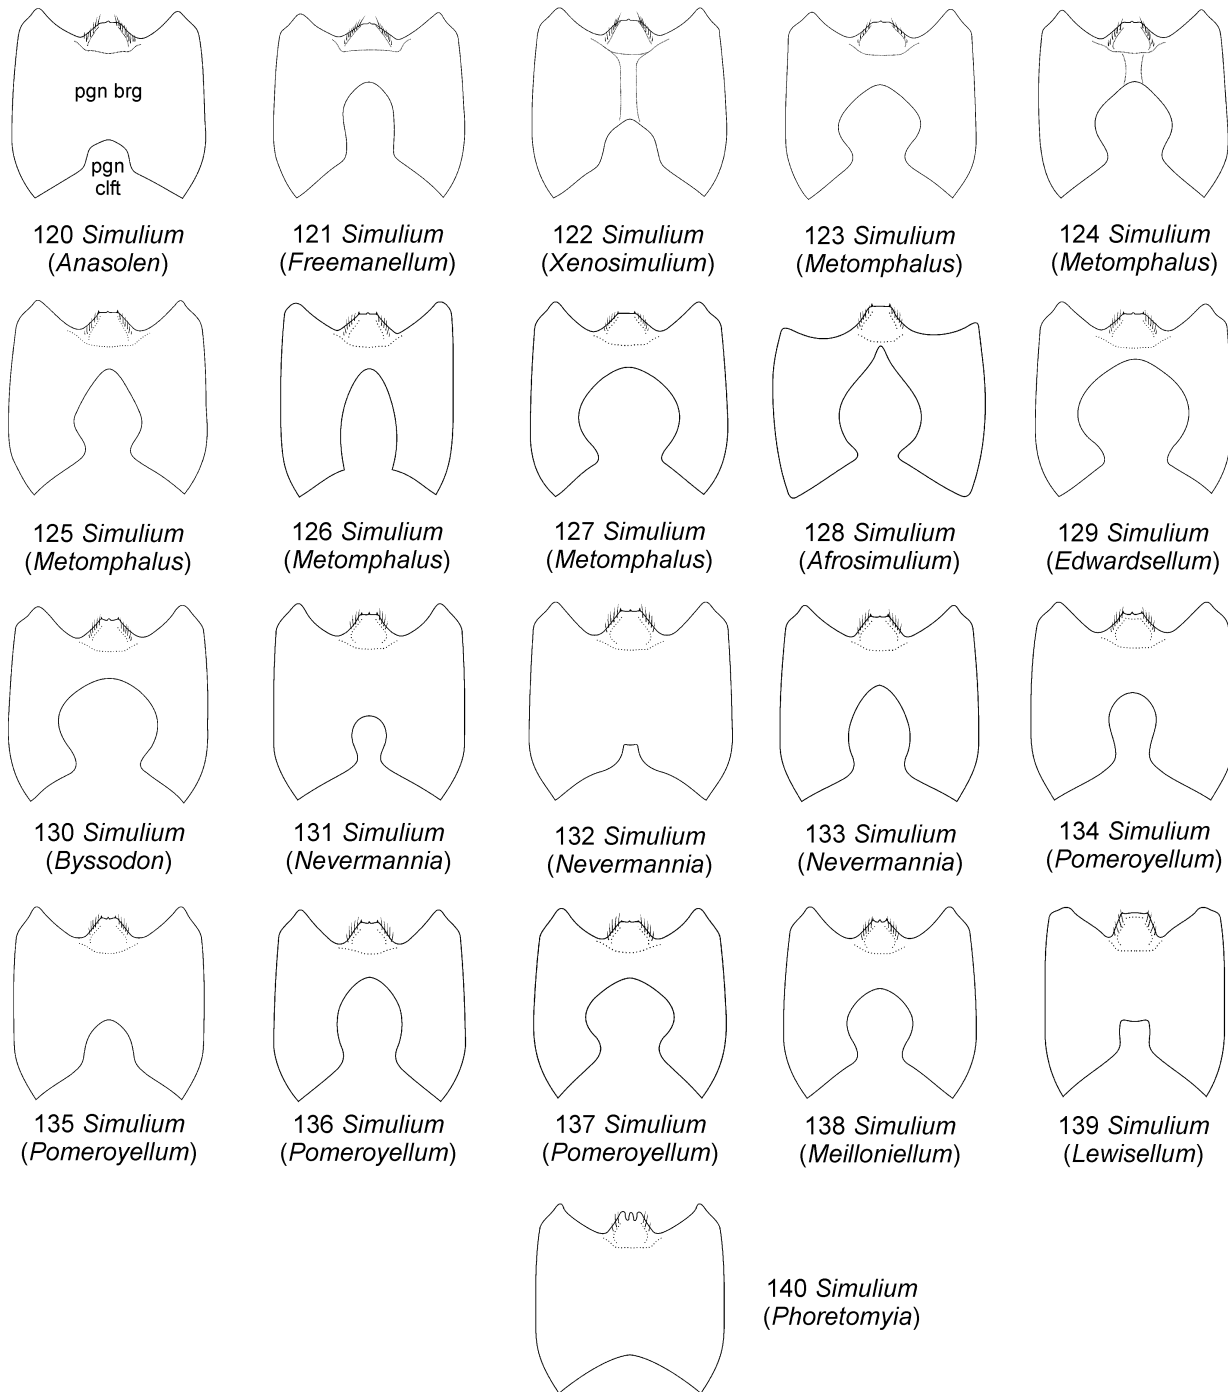 pgn brg
pgn
clft
120 Simulium
(Anasolen)
121 Simulium
(Freemanellum)
122 Simulium
(Xenosimulium)
123 Simulium
(Metomphalus)
124 Simulium
(Metomphalus)
125 Simulium
(Metomphalus)
126 Simulium
(Metomphalus)
127 Simulium
(Metomphalus)
128 Simulium
(Afrosimulium)
129 Simulium
(Edwardsellum)
130 Simulium
(Byssodon)
131 Simulium
(Nevermannia)
132 Simulium
(Nevermannia)
133 Simulium
(Nevermannia)
134 Simulium
(Pomeroyellum)
135 Simulium
(Pomeroyellum)
136 Simulium
(Pomeroyellum)
137 Simulium
(Pomeroyellum)
138 Simulium
(Meilloniellum)
139 Simulium
(Lewisellum)
140 Simulium
(Phoretomyia)